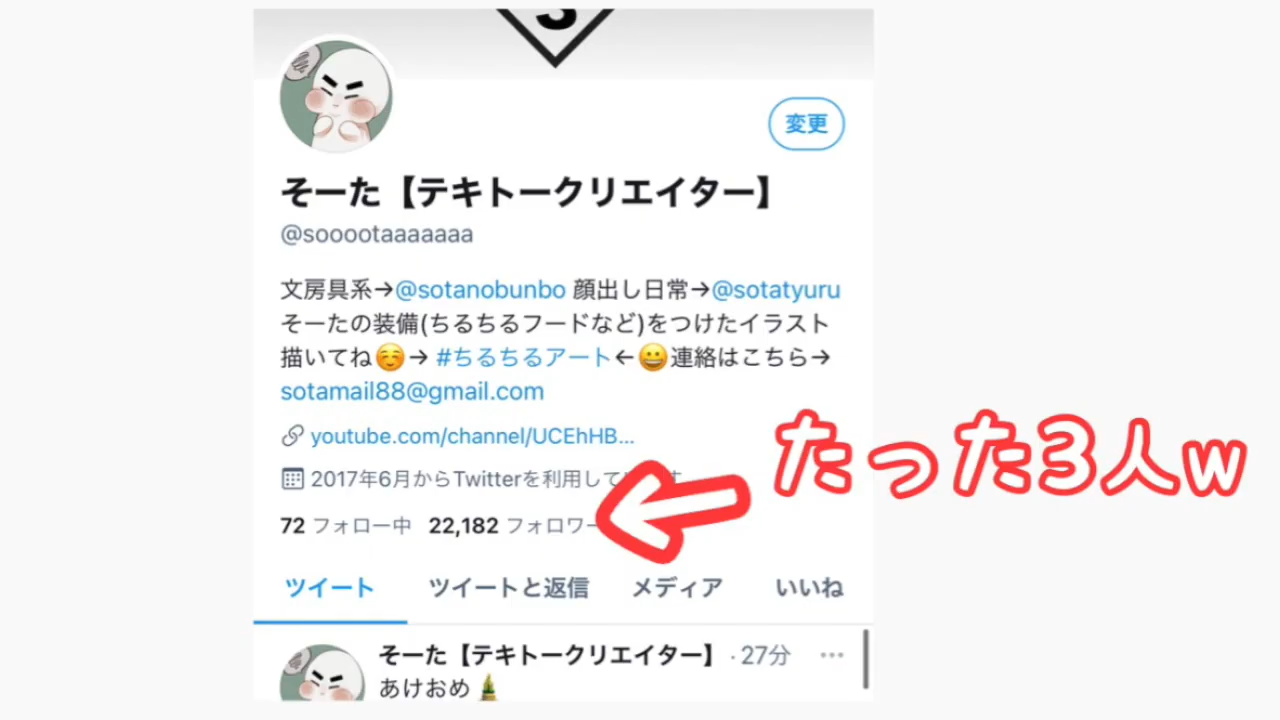 3
変更
そーた【テキトークリエイター】
@sooootaaaaaaa
文房具系→@sotanobunbo 顔出し日常→@sotatyuru
そーたの装備(ちるちるフードなど)をつけたイラスト
描いてね☺️→ #ちるちるアート←😀連絡はこちら→
sotamail88@gmail.com
youtube.com/channel/UCEhHB...
2017年6月からTwitterを利用して
たった3人w
72 フォロー中 22,182 フォロワー
ツイート ツイートと返信 メディア いいね
そーた【テキトークリエイター】 · 27分 ···
あけおめ🎍